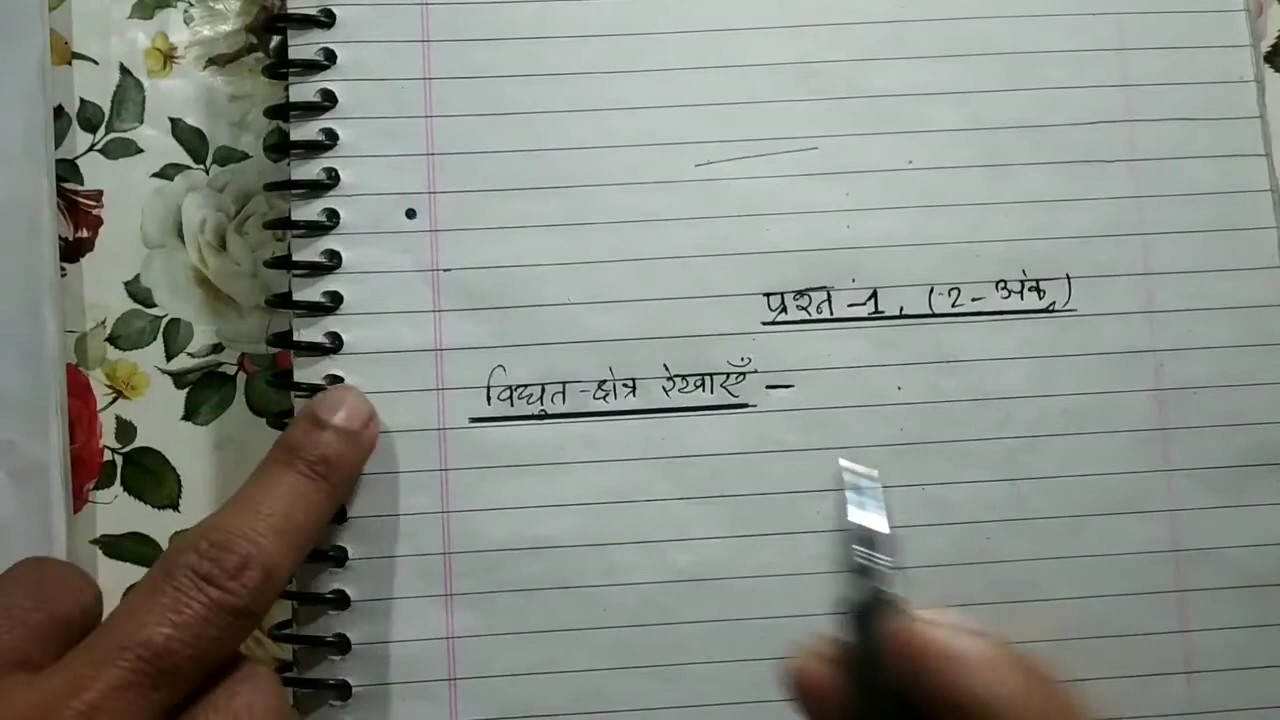 प्रश्न -1. (2 - अंक)
विद्युत-क्षेत्र रेखाएँ -